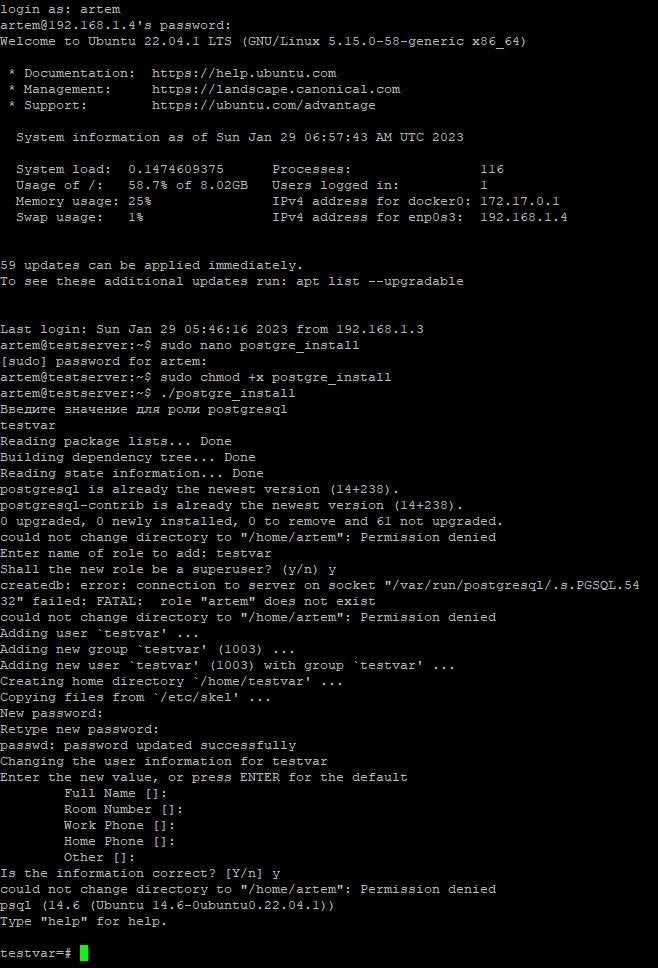 login as: artem
artem@192.168.1.4's password:
Welcome to Ubuntu 22.04.1 LTS (GNU/Linux 5.15.0-58-generic x86_64)

 * Documentation:  https://help.ubuntu.com
 * Management:     https://landscape.canonical.com
 * Support:        https://ubuntu.com/advantage

  System information as of Sun Jan 29 06:57:43 AM UTC 2023

  System load:  0.1474609375      Processes:                116
  Usage of /:   58.7% of 8.02GB   Users logged in:          1
  Memory usage: 25%               IPv4 address for docker0: 172.17.0.1
  Swap usage:   1%                IPv4 address for enp0s3:  192.168.1.4

59 updates can be applied immediately.
To see these additional updates run: apt list --upgradable

Last login: Sun Jan 29 05:46:16 2023 from 192.168.1.3
artem@testserver:~$ sudo nano postgre_install
[sudo] password for artem:
artem@testserver:~$ sudo chmod +x postgre_install
artem@testserver:~$ ./postgre_install
Введите значение для роли postgresql
testvar
Reading package lists... Done
Building dependency tree... Done
Reading state information... Done
postgresql is already the newest version (14+238).
postgresql-contrib is already the newest version (14+238).
0 upgraded, 0 newly installed, 0 to remove and 61 not upgraded.
could not change directory to "/home/artem": Permission denied
Enter name of role to add: testvar
Shall the new role be a superuser? (y/n) y
createdb: error: connection to server on socket "/var/run/postgresql/.s.PGSQL.54
32" failed: FATAL:  role "artem" does not exist
could not change directory to "/home/artem": Permission denied
Adding user `testvar' ...
Adding new group `testvar' (1003) ...
Adding new user `testvar' (1003) with group `testvar' ...
Creating home directory `/home/testvar' ...
Copying files from `/etc/skel' ...
New password:
Retype new password:
passwd: password updated successfully
Changing the user information for testvar
Enter the new value, or press ENTER for the default
        Full Name []:
        Room Number []:
        Work Phone []:
        Home Phone []:
        Other []:
Is the information correct? [Y/n] y
could not change directory to "/home/artem": Permission denied
psql (14.6 (Ubuntu 14.6-0ubuntu0.22.04.1))
Type "help" for help.

testvar=#